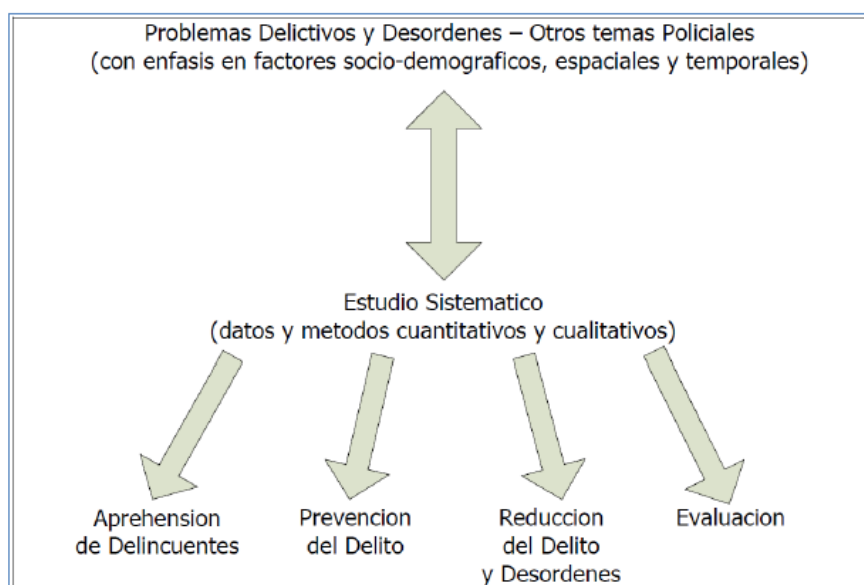 Problemas Delictivos y Desordenes – Otros temas Policiales
(con enfasis en factores socio-demograficos, espaciales y temporales)
Estudio Sistematico
(datos y metodos cuantitativos y cualitativos)
Aprehension
de Delincuentes
Prevencion
del Delito
Reduccion
del Delito
y Desordenes
Evaluacion